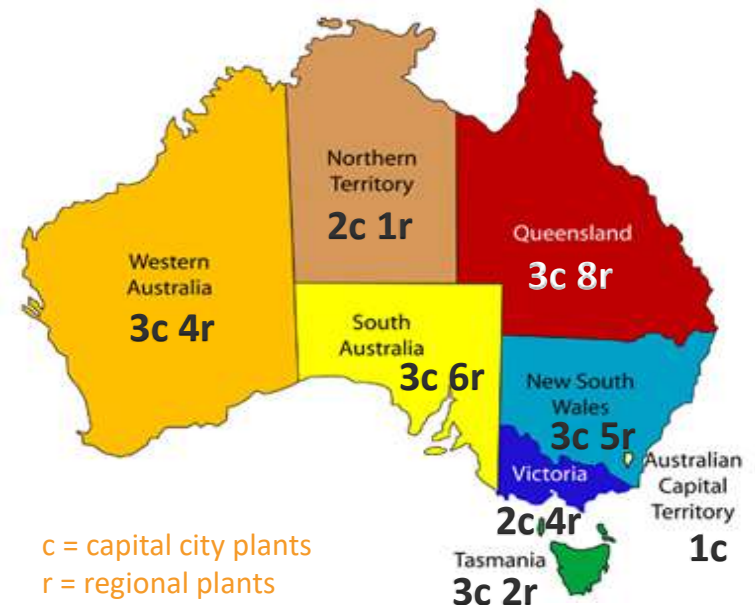 Northern
Territory
2c 1r
Queensland
3c 8r
Western
Australia
3c 4r
South
Australia
3c 6r
New South
Wales
3c 5r
Victoria
2c 4r
Australian
Capital
Territory
1c
Tasmania
3c 2r
c = capital city plants
r = regional plants